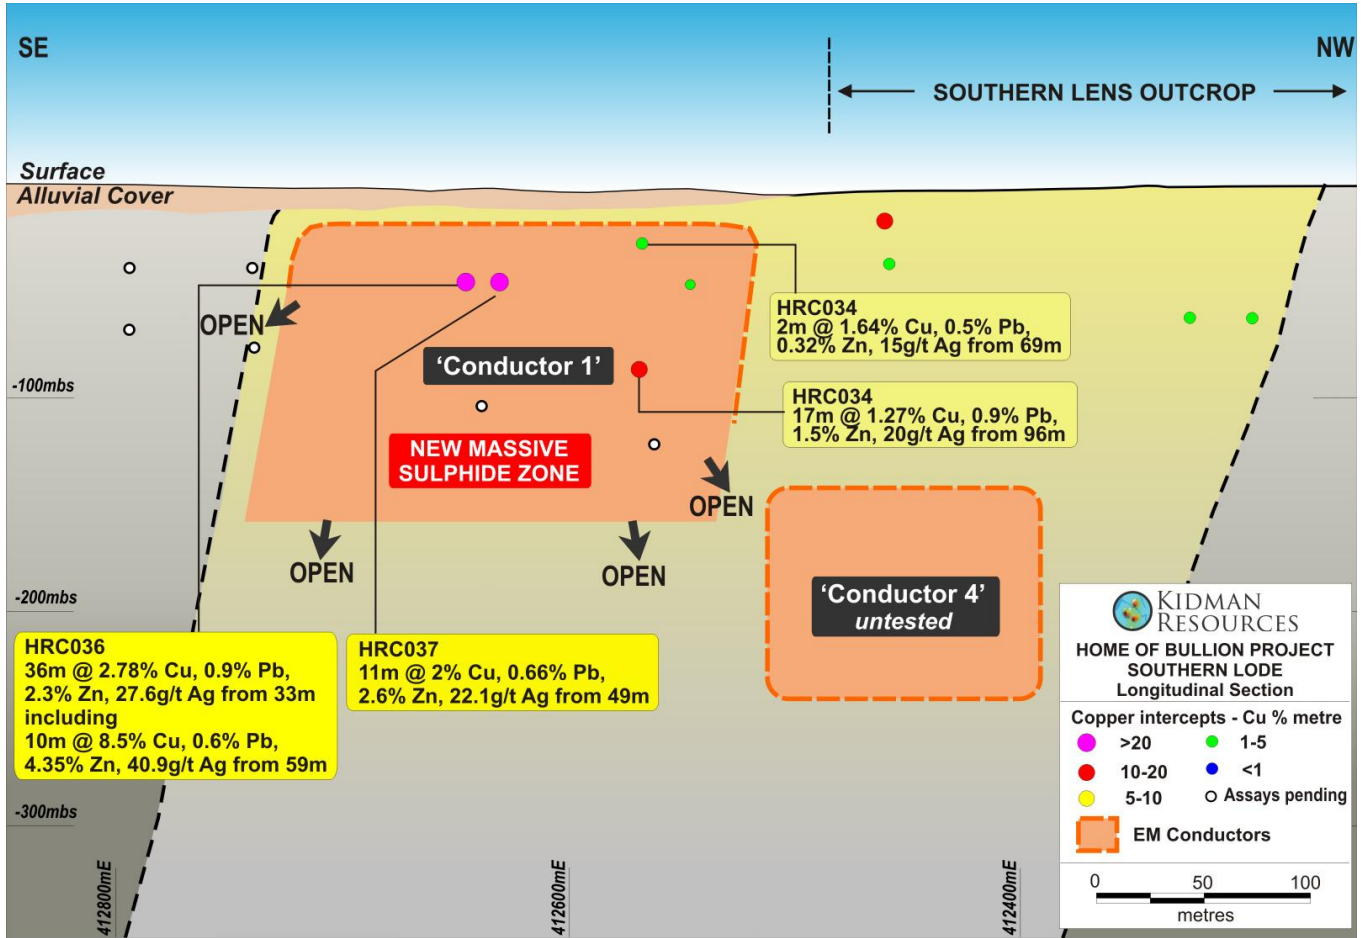 SE
NW
SOUTHERN LENS OUTCROP
Surface
Alluvial Cover
OPEN
'Conductor 1'
HRC034
2m @ 1.64% Cu, 0.5% Pb,
0.32% Zn, 15g/t Ag from 69m
-100mbs
HRC034
17m @ 1.27% Cu, 0.9% Pb,
1.5% Zn, 20g/t Ag from 96m
NEW MASSIVE
SULPHIDE ZONE
OPEN
OPEN
OPEN
'Conductor 4'
untested
-200mbs
HRC036
36m @ 2.78% Cu, 0.9% Pb,
2.3% Zn, 27.6g/t Ag from 33m
including
10m @ 8.5% Cu, 0.6% Pb,
4.35% Zn, 40.9g/t Ag from 59m
HRC037
11m @ 2% Cu, 0.66% Pb,
2.6% Zn, 22.1g/t Ag from 49m
-300mbs
412800mE
412600mE
412400mE
KIDMAN
RESOURCES
HOME OF BULLION PROJECT
SOUTHERN LODE
Longitudinal Section
Copper intercepts - Cu % metre
>20
1-5
10-20
<1
5-10
Assays pending
EM Conductors
0 50 100
metres